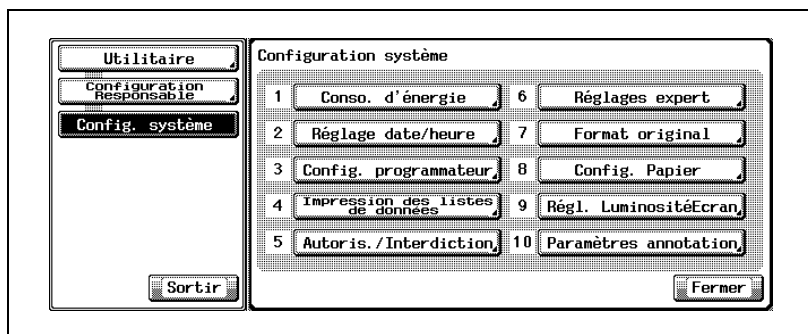 Utilitaire
Configuration
Responsable
Config. système
Sortir
Configuration système
1 Conso. d'énergie
2 Réglage date/heure
3 Config. programmateur
4 Impression des listes
de données
5 Autoris./Interdiction
6 Réglages expert
7 Format original
8 Config. Papier
9 Régl. LuminositéEcran
10 Paramètres annotation
Fermer